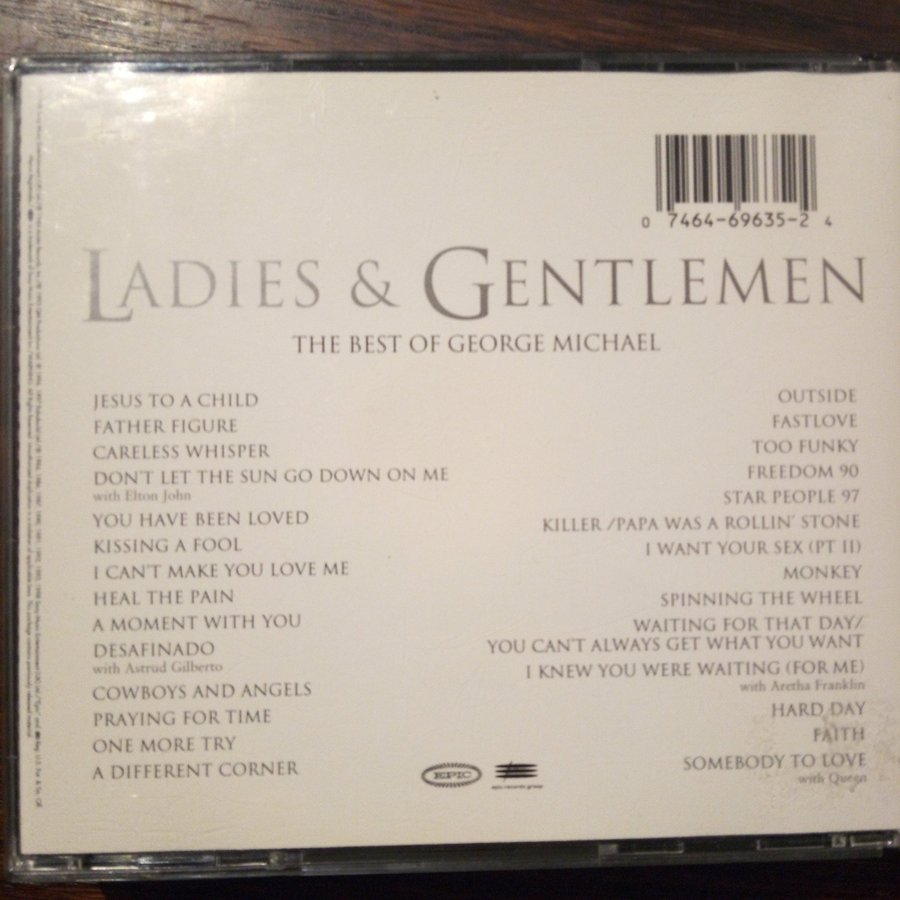 0 7464-69635-2 4
LADIES & GENTLEMEN
THE BEST OF GEORGE MICHAEL
JESUS TO A CHILD
FATHER FIGURE
CARELESS WHISPER
DON'T LET THE SUN GO DOWN ON ME
with Elton John
YOU HAVE BEEN LOVED
KISSING A FOOL
I CAN'T MAKE YOU LOVE ME
HEAL THE PAIN
A MOMENT WITH YOU
DESAFINADO
with Astrud Gilberto
COWBOYS AND ANGELS
PRAYING FOR TIME
ONE MORE TRY
A DIFFERENT CORNER
OUTSIDE
FASTLOVE
TOO FUNKY
FREEDOM 90
STAR PEOPLE 97
KILLER /PAPA WAS A ROLLIN' STONE
I WANT YOUR SEX (PT II)
MONKEY
SPINNING THE WHEEL
WAITING FOR THAT DAY/
YOU CAN'T ALWAYS GET WHAT YOU WANT
I KNEW YOU WERE WAITING (FOR ME)
with Aretha Franklin
HARD DAY
FAITH
SOMEBODY TO LOVE
with Queen
EPIC
epic records group